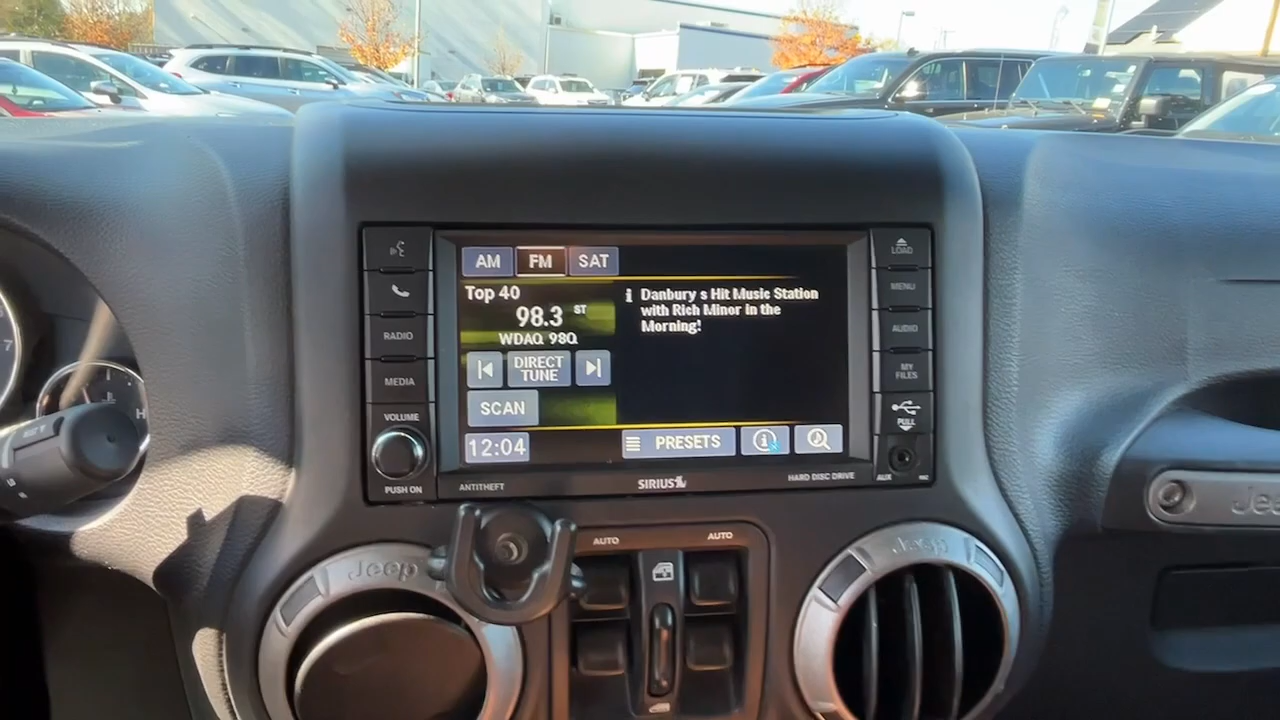 AM FM SAT
Top 40
98.3 ST
WDAQ 98Q
DIRECT
TUNE
SCAN
12:04
i Danbury s Hit Music Station
with Rich Minor in the
Morning!
PRESETS
i
RADIO
MEDIA
VOLUME
PUSH ON
LOAD
MENU
AUDIO
MY
FILES
PULL
AUX
ANTITHEFT
SIRIUS
HARD DISC DRIVE
AUTO
AUTO
Jeep
Jeep
Jee
7
H